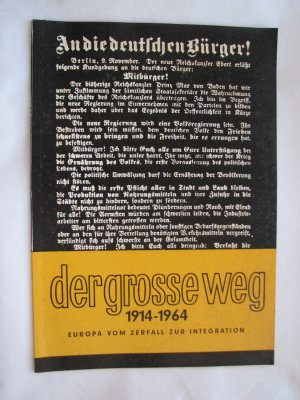 An die deutschen Bürger!
Berlin, 9. November. Der neue Reichskanzler Ebert erläßt
folgende Kundgebung an die deutschen Bürger:
Mitbürger!
Der bisherige Reichskanzler Prinz Max von Baden hat mir
unter Zustimmung der sämtlichen Staatssekretäre die Wahrnehmung
der Geschäfte des Reichskanzlers übertragen. Ich bin im Begriff,
die neue Regierung im Einvernehmen mit den Parteien zu bilden
und werde daher über das Ergebnis der Öffentlichkeit in Kürze
berichten.
Die neue Regierung wird eine Volksregierung sein. Ihr
Bestreben wird sein müssen, dem deutschen Volke den Frieden
schnellstens zu bringen und die Freiheit, die es errungen hat,
zu befestigen.
Mitbürger! Ich bitte Euch alle um Eure Unterstützung bei
der schweren Arbeit, die unser harrt. Ihr wißt, wie schwer der Krieg
die Ernährung des Volkes, die erste Voraussetzung des politischen
Lebens, bedroht.
Die politische Umwälzung darf die Ernährung der Bevölkerung
nicht stören.
Es muß die erste Pflicht aller in Stadt und Land bleiben,
die Produktion von Nahrungsmitteln und ihre Zufuhr in die
Städte nicht zu hindern, sondern zu fördern.
Nahrungsmittelnot bedeutet Plünderungen und Raub, mit Elend
für alle! Die Ärmsten würden am schwersten leiden, die Industriearbeiter
am bittersten getroffen werden.
Wer sich an Nahrungsmitteln oder sonstigen Bedarfsgegenständen
oder an den für ihre Verteilung benötigten Verkehrsmitteln vergreift,
versündigt sich aufs schwerste an der Gesamtheit.
Mitbürger! Ich bitte Euch alle dringend: Verlaßt die
der grosse weg
1914-1964
EUROPA VOM ZERFALL ZUR INTEGRATION